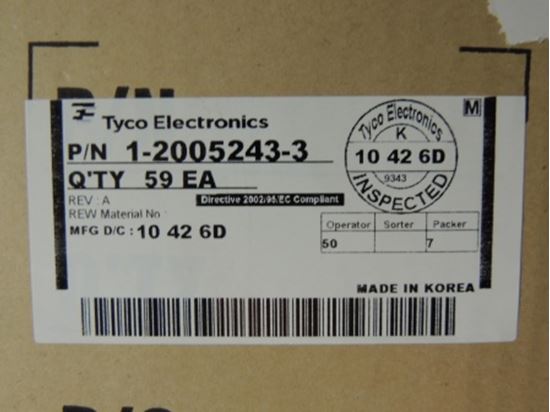 P/N
M
Tyco Electronics
P/N 1-2005243-3
Q'TY 59 EA
REV : A
Directive 2002/95/EC Compliant
REW Material No :
MFG D/C : 10 42 6D
Tyco Electronics
K
10 42 6D
9343
INSPECTED
Operator Sorter Packer
50 7
MADE IN KOREA